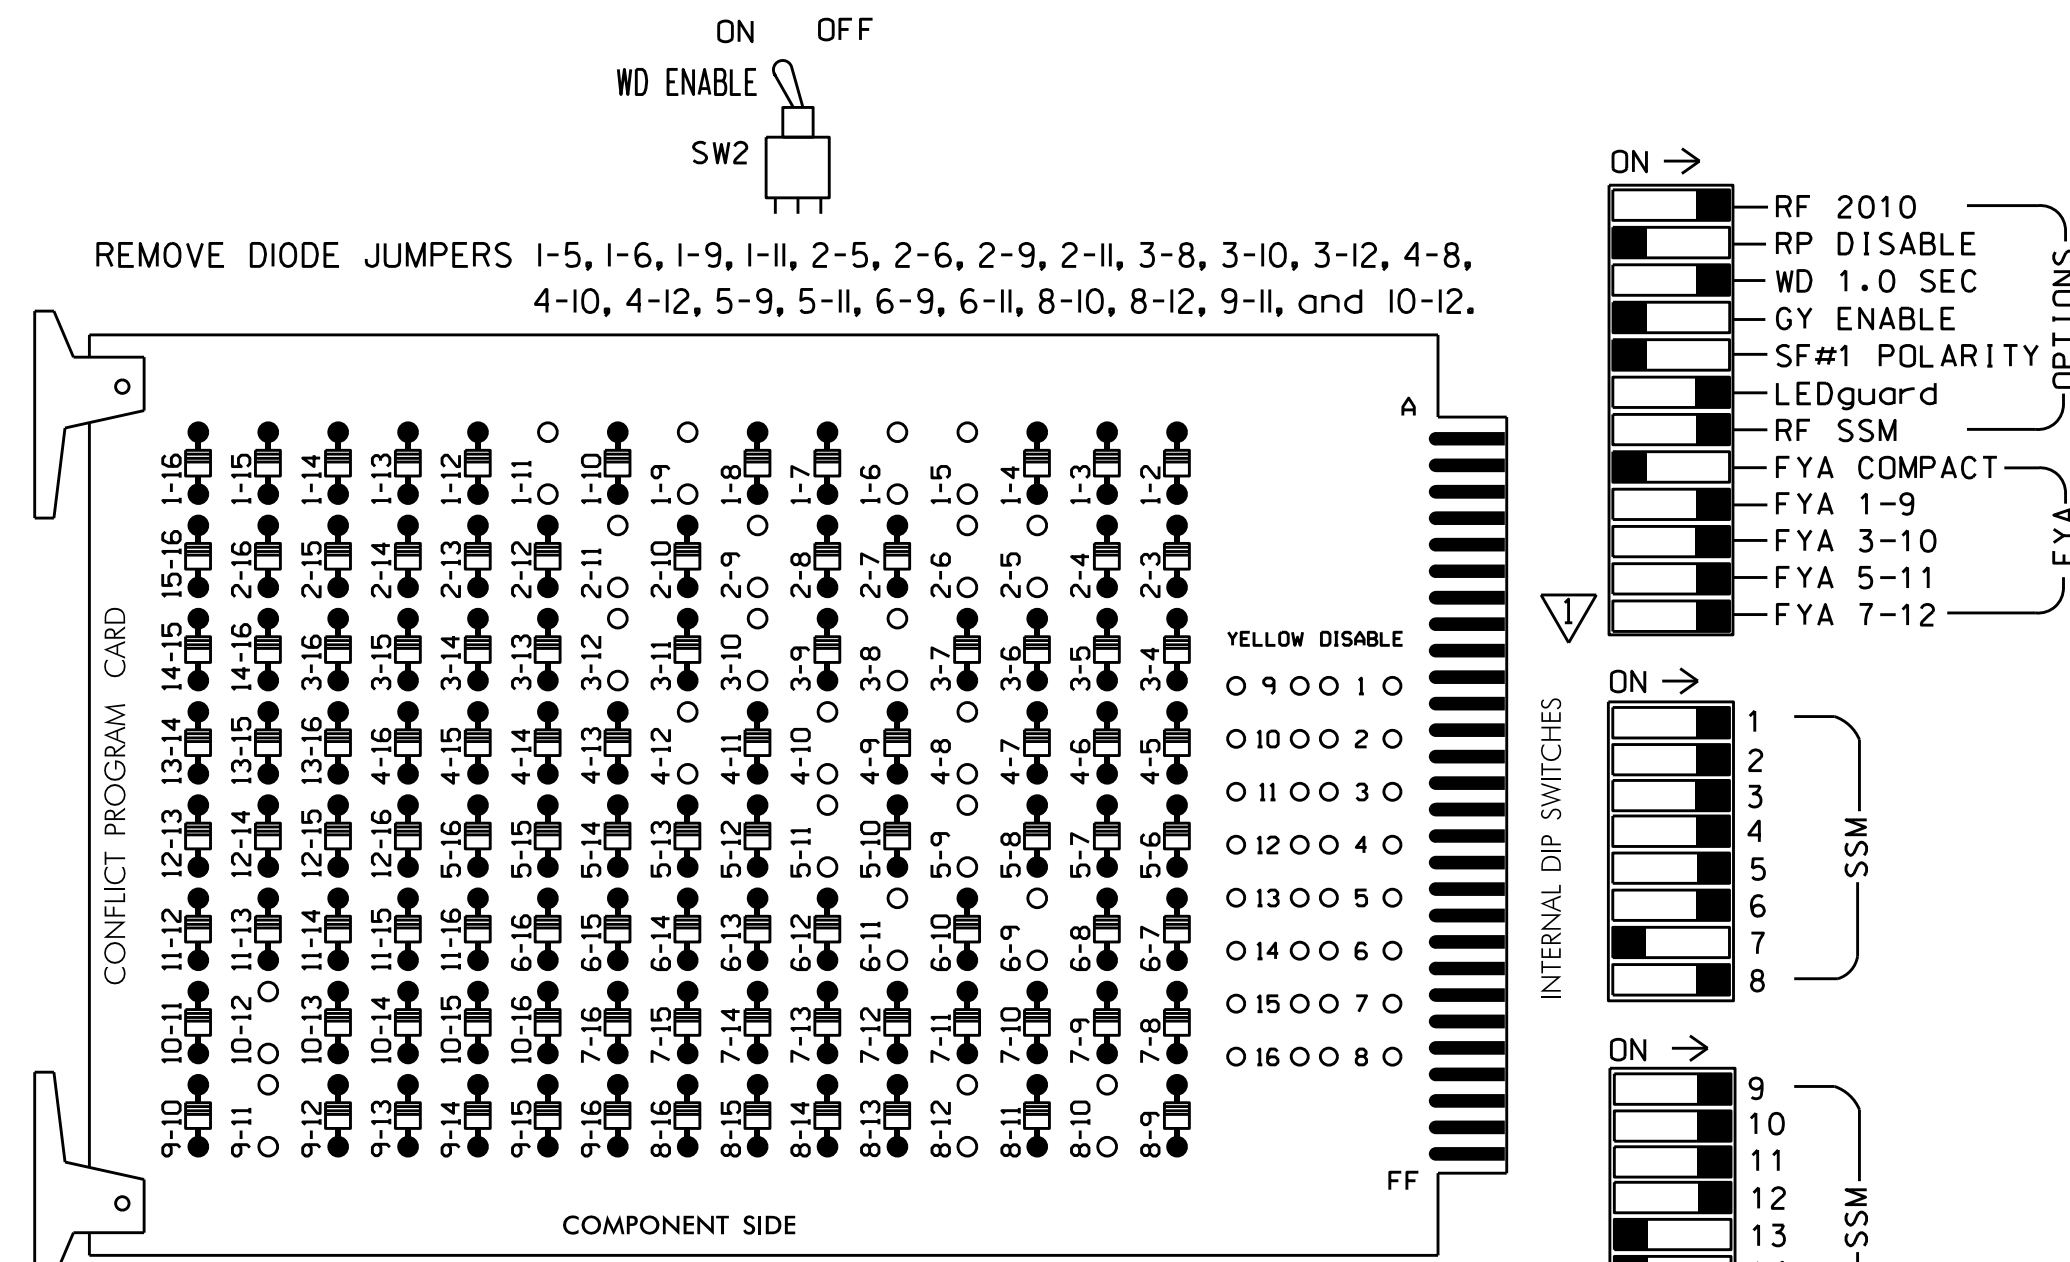 ON OFF
WD ENABLE
SW2
REMOVE DIODE JUMPERS 1-5, 1-6, 1-9, 1-11, 2-5, 2-6, 2-9, 2-11, 3-8, 3-10, 3-12, 4-8,
4-10, 4-12, 5-9, 5-11, 6-9, 6-11, 8-10, 8-12, 9-11, and 10-12.
CONFLICT PROGRAM CARD
A
1-16 1-15 1-14 1-13 1-12 1-11 1-10 1-9 1-8 1-7 1-6 1-5 1-4 1-3 1-2
15-16 2-16 2-15 2-14 2-13 2-12 2-11 2-10 2-9 2-8 2-7 2-6 2-5 2-4 2-3
14-15 14-16 3-16 3-15 3-14 3-13 3-12 3-11 3-10 3-9 3-8 3-7 3-6 3-5 3-4
13-14 13-15 13-16 4-16 4-15 4-14 4-13 4-12 4-11 4-10 4-9 4-8 4-7 4-6 4-5
12-13 12-14 12-15 12-16 5-16 5-15 5-14 5-13 5-12 5-11 5-10 5-9 5-8 5-7 5-6
11-12 11-13 11-14 11-15 11-16 6-16 6-15 6-14 6-13 6-12 6-11 6-10 6-9 6-8 6-7
10-11 10-12 10-13 10-14 10-15 10-16 7-16 7-15 7-14 7-13 7-12 7-11 7-10 7-9 7-8
9-10 9-11 9-12 9-13 9-14 9-15 9-16 8-16 8-15 8-14 8-13 8-12 8-11 8-10 8-9
YELLOW DISABLE
9 1
10 2
11 3
12 4
13 5
14 6
15 7
16 8
FF
COMPONENT SIDE
1
INTERNAL DIP SWITCHES
ON →
RF 2010
RP DISABLE
WD 1.0 SEC
GY ENABLE
SF#1 POLARITY
LEDguard
RF SSM
OPTIONS
FYA COMPACT
FYA 1-9
FYA 3-10
FYA 5-11
FYA 7-12
FYA
ON →
1
2
3
4
5
6
7
8
SSM
ON →
9
10
11
12
13
SSM